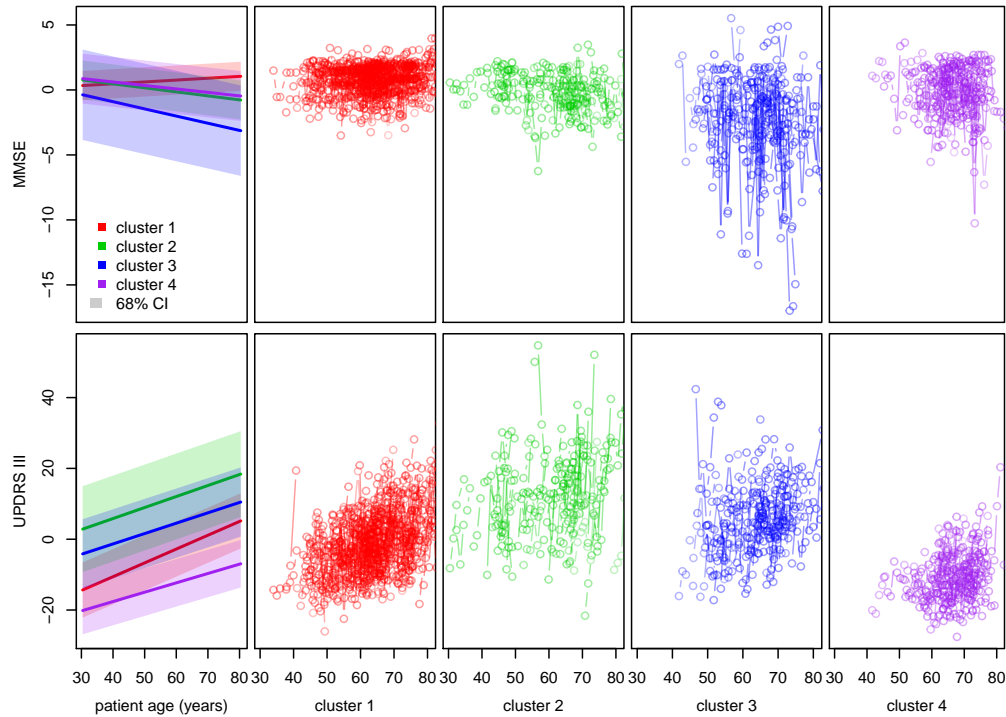 5
0
−5
−10
−15
MMSE
cluster 1
cluster 2
cluster 3
cluster 4
68% CI
40
20
0
−20
UPDRS III
30 40 50 60 70 80
30 40 50 60 70 80
30 40 50 60 70 80
30 40 50 60 70 80
30 40 50 60 70 80
patient age (years)
cluster 1
cluster 2
cluster 3
cluster 4